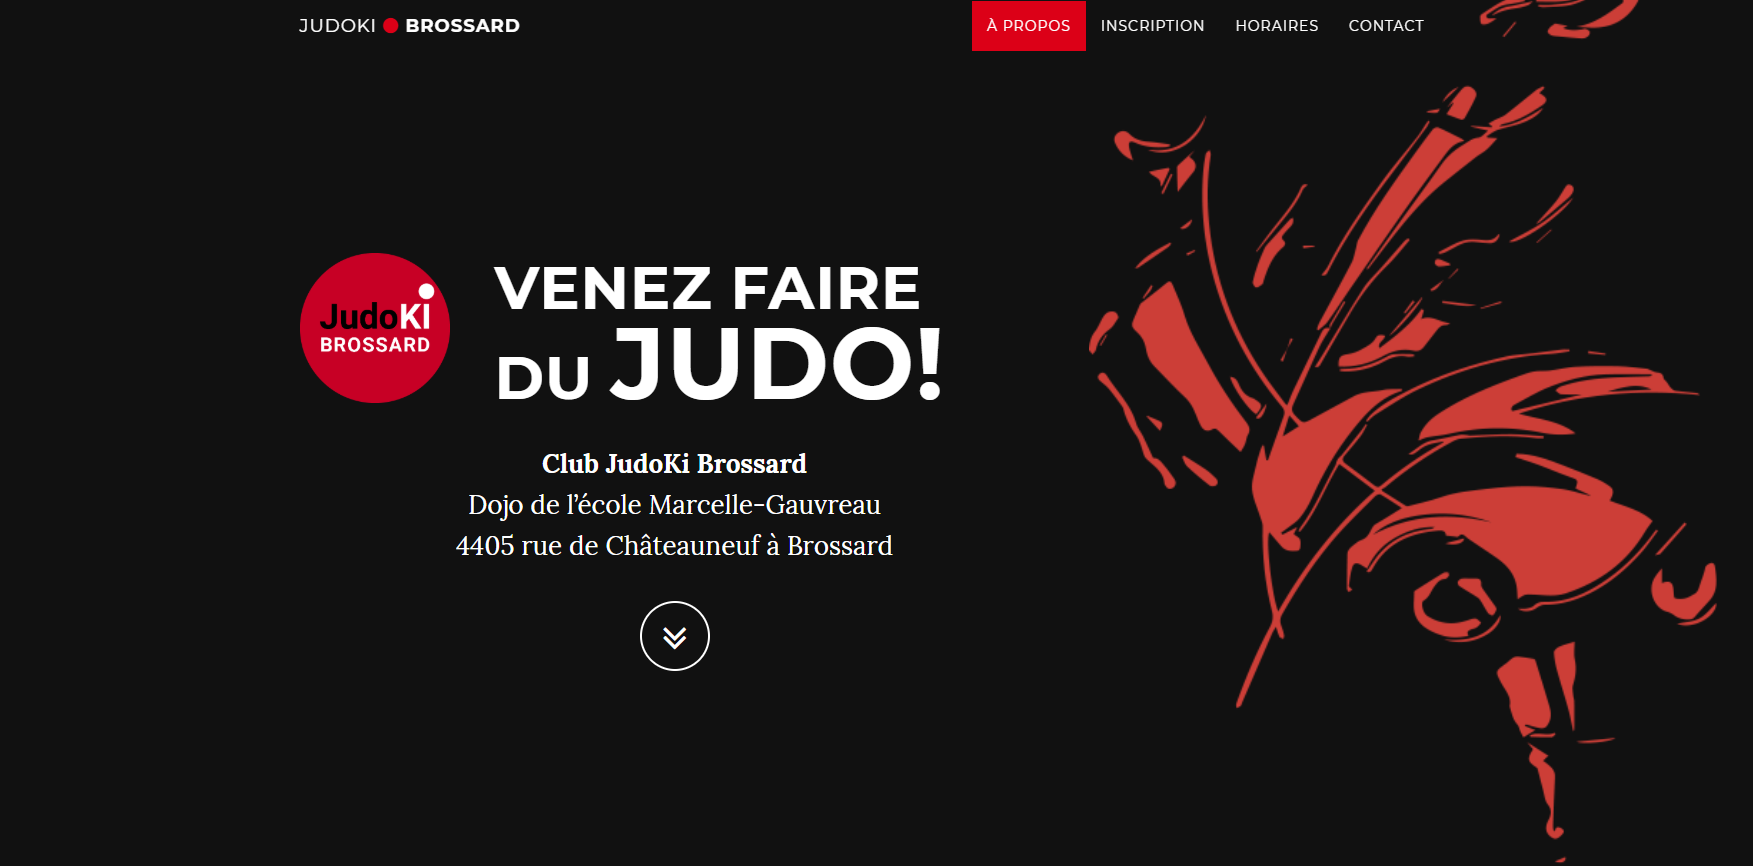 JUDOKI BROSSARD
À PROPOS INSCRIPTION HORAIRES CONTACT
JudoKi
BROSSARD
VENEZ FAIRE
DU JUDO!
Club JudoKi Brossard
Dojo de l’école Marcelle-Gauvreau
4405 rue de Châteauneuf à Brossard